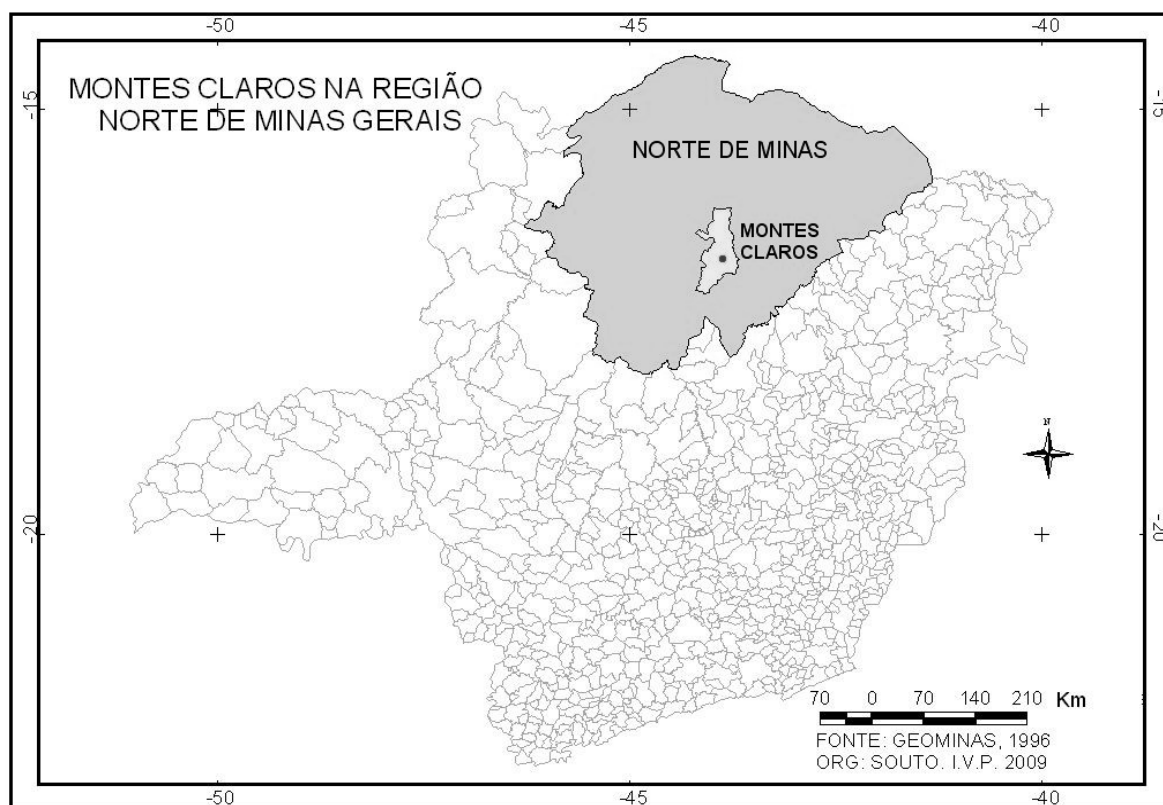 -50 -45 -40
MONTES CLAROS NA REGIÃO
NORTE DE MINAS GERAIS
-15 -15
NORTE DE MINAS
MONTES
CLAROS
N
-20 -20
70 0 70 140 210 Km
FONTE: GEOMINAS, 1996
ORG: SOUTO. I.V.P. 2009
-50 -45 -40